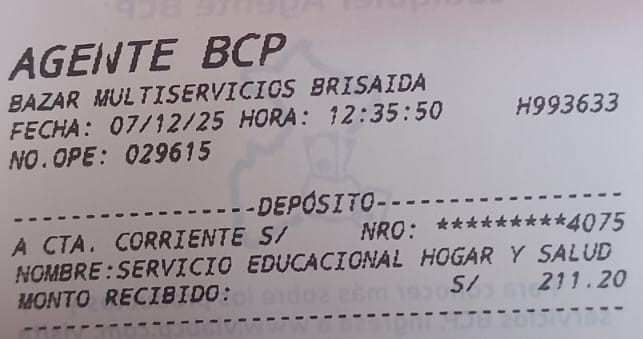 AGENTE BCP
BAZAR MULTISERVICIOS BRISAIDA
FECHA: 07/12/25 HORA: 12:35:50 H993633
NO.OPE: 029615
-----------------DEPÓSITO-----------------
A CTA. CORRIENTE S/ NRO: *********4075
NOMBRE:SERVICIO EDUCACIONAL HOGAR Y SALUD
MONTO RECIBIDO: S/ 211.20
------------------------------------------